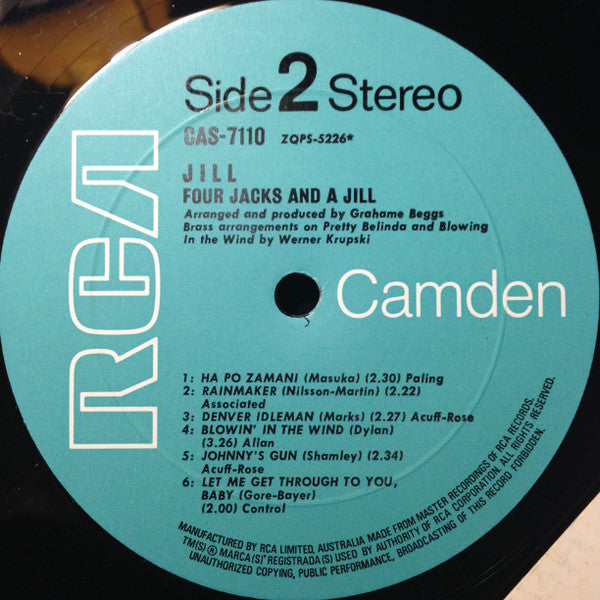 Side 2 Stereo
CAS-7110 ZQPS-5226*
JILL
FOUR JACKS AND A JILL
Arranged and produced by Grahame Beggs
Brass arrangements on Pretty Belinda and Blowing
In the Wind by Werner Krupski
RCA
Camden
1: HA PO ZAMANI (Masuka) (2.30) Paling
2: RAINMAKER (Nilsson-Martin) (2.22)
Associated
3: DENVER IDLEMAN (Marks) (2.27) Acuff-Rose
4: BLOWIN' IN THE WIND (Dylan)
(3.26) Allan
5: JOHNNY'S GUN (Shamley) (2.34)
Acuff-Rose
6: LET ME GET THROUGH TO YOU,
BABY (Gore-Bayer)
(2.00) Control
MANUFACTURED BY RCA LIMITED, AUSTRALIA MADE FROM MASTER RECORDINGS OF RCA RECORDS.
TM(S) ® MARCA(S) REGISTRADA(S) USED BY AUTHORITY OF RCA CORPORATION. ALL RIGHTS RESERVED.
UNAUTHORIZED COPYING, PUBLIC PERFORMANCE, BROADCASTING OF THIS RECORD FORBIDDEN.